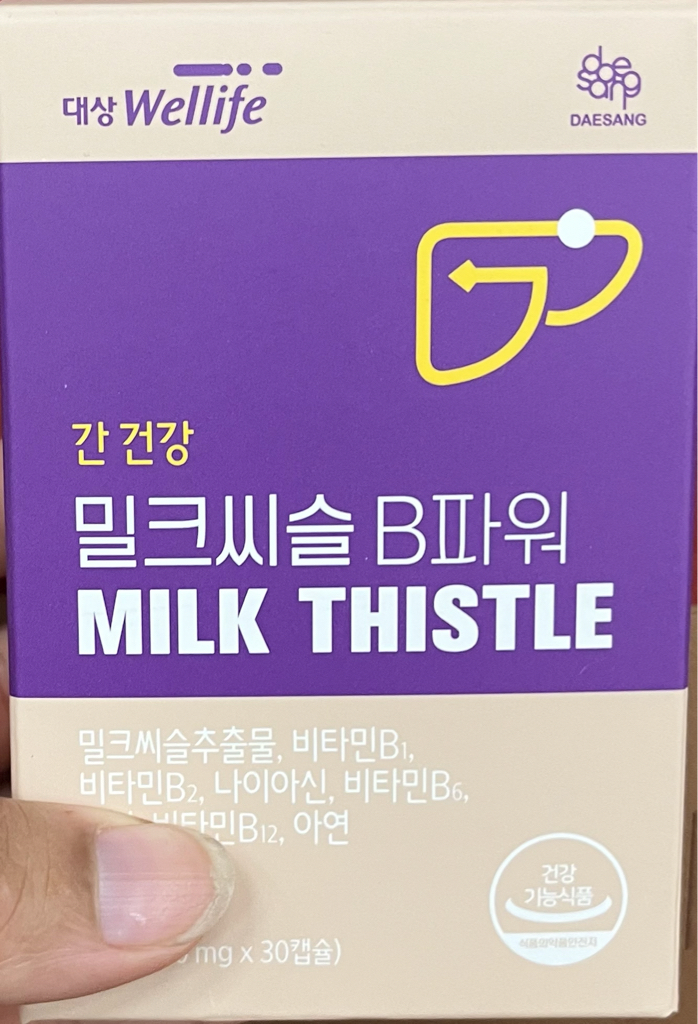 대상 Wellife
daesang
DAESANG
간 건강
밀크씨슬 B파워
MILK THISTLE
밀크씨슬추출물, 비타민B1,
비타민B2, 나이아신, 비타민B6,
비타민B12, 아연
건강
기능식품
식품의약품안전처
mg x 30캡슐)